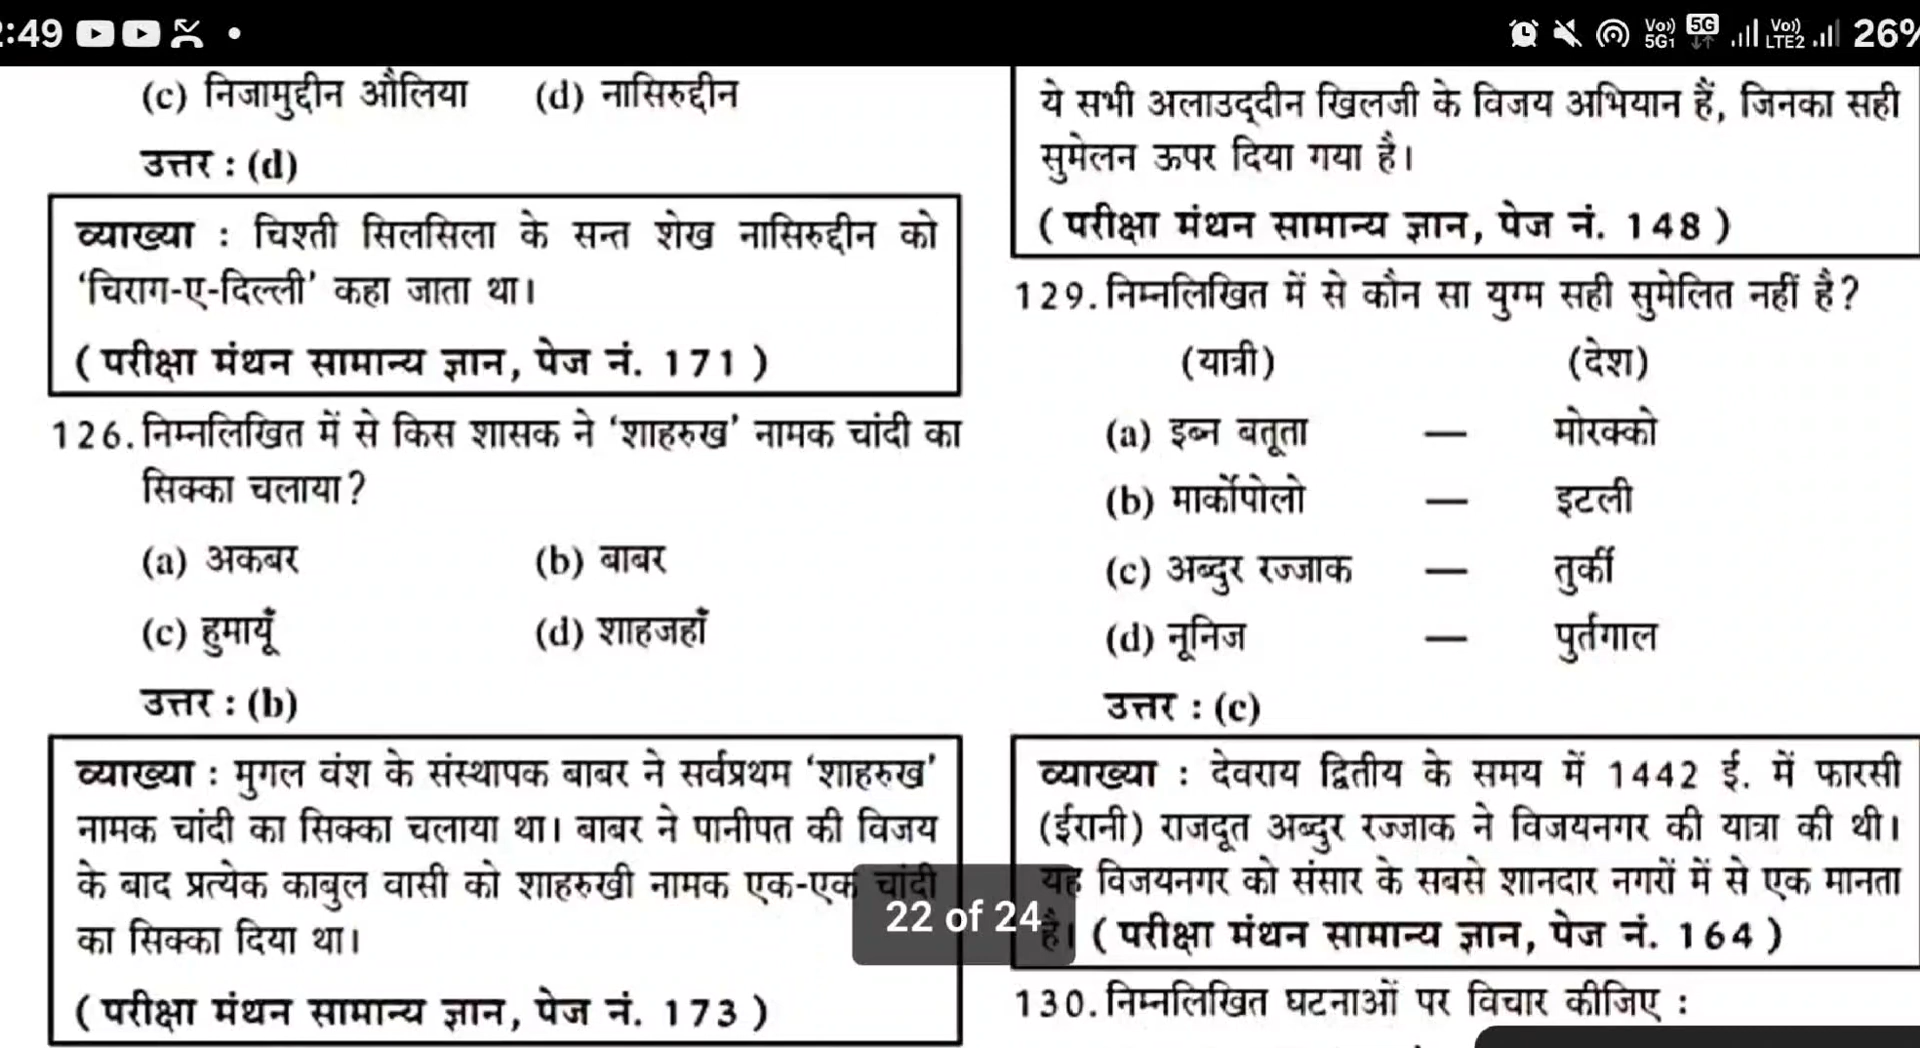 :49
Vo)) 5G1 5G Vo)) LTE2 26%
(c) निजामुद्दीन औलिया (d) नासिरुद्दीन
उत्तर : (d)
व्याख्या : चिश्ती सिलसिला के सन्त शेख नासिरुद्दीन को
‘चिराग-ए-दिल्ली’ कहा जाता था।
( परीक्षा मंथन सामान्य ज्ञान, पेज नं. 171 )
126. निम्नलिखित में से किस शासक ने ‘शाहरुख’ नामक चांदी का
सिक्का चलाया?
(a) अकबर (b) बाबर
(c) हुमायूँ (d) शाहजहाँ
उत्तर : (b)
व्याख्या : मुगल वंश के संस्थापक बाबर ने सर्वप्रथम ‘शाहरुख’
नामक चांदी का सिक्का चलाया था। बाबर ने पानीपत की विजय
के बाद प्रत्येक काबुल वासी को शाहरुखी नामक एक-एक चांदी
का सिक्का दिया था।
( परीक्षा मंथन सामान्य ज्ञान, पेज नं. 173 )
22 of 24
ये सभी अलाउद्दीन खिलजी के विजय अभियान हैं, जिनका सही
सुमेलन ऊपर दिया गया है।
( परीक्षा मंथन सामान्य ज्ञान, पेज नं. 148 )
129. निम्नलिखित में से कौन सा युग्म सही सुमेलित नहीं है?
(यात्री) (देश)
(a) इब्न बतूता — मोरक्को
(b) मार्कोपोलो — इटली
(c) अब्दुर रज्जाक — तुर्की
(d) नूनिज — पुर्तगाल
उत्तर : (c)
व्याख्या : देवराय द्वितीय के समय में 1442 ई. में फारसी
(ईरानी) राजदूत अब्दुर रज्जाक ने विजयनगर की यात्रा की थी।
यह विजयनगर को संसार के सबसे शानदार नगरों में से एक मानता
है। ( परीक्षा मंथन सामान्य ज्ञान, पेज नं. 164 )
130. निम्नलिखित घटनाओं पर विचार कीजिए :